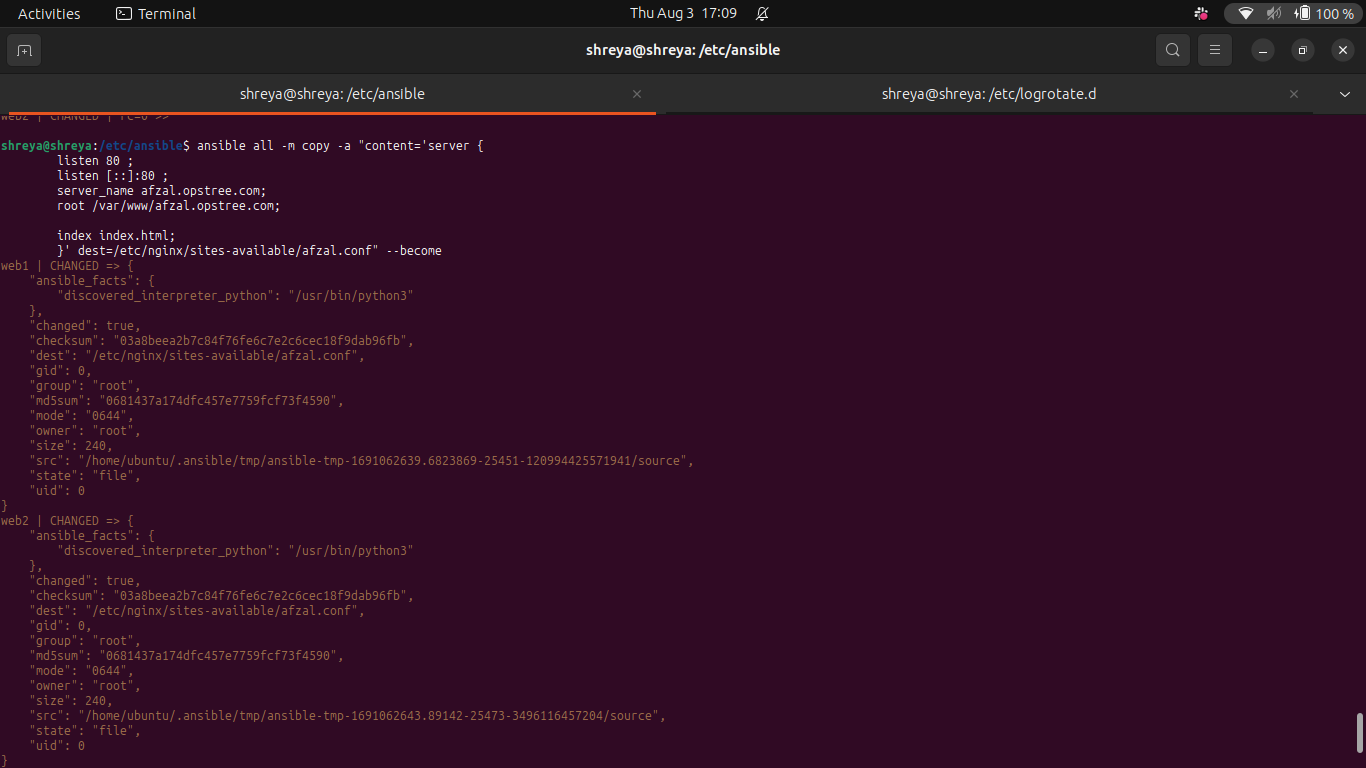 Activities
Terminal
Thu Aug 3 17:09
100 %
shreya@shreya: /etc/ansible
shreya@shreya: /etc/ansible
shreya@shreya: /etc/logrotate.d
web2 | CHANGED | rc=0 >>
shreya@shreya:/etc/ansible$ ansible all -m copy -a "content='server {
listen 80 ;
listen [::]:80 ;
server_name afzal.opstree.com;
root /var/www/afzal.opstree.com;
index index.html;
}' dest=/etc/nginx/sites-available/afzal.conf" --become
web1 | CHANGED => {
"ansible_facts": {
"discovered_interpreter_python": "/usr/bin/python3"
},
"changed": true,
"checksum": "03a8beea2b7c84f76fe6c7e2c6cec18f9dab96fb",
"dest": "/etc/nginx/sites-available/afzal.conf",
"gid": 0,
"group": "root",
"md5sum": "0681437a174dfc457e7759fcf73f4590",
"mode": "0644",
"owner": "root",
"size": 240,
"src": "/home/ubuntu/.ansible/tmp/ansible-tmp-1691062639.6823869-25451-120994425571941/source",
"state": "file",
"uid": 0
}
web2 | CHANGED => {
"ansible_facts": {
"discovered_interpreter_python": "/usr/bin/python3"
},
"changed": true,
"checksum": "03a8beea2b7c84f76fe6c7e2c6cec18f9dab96fb",
"dest": "/etc/nginx/sites-available/afzal.conf",
"gid": 0,
"group": "root",
"md5sum": "0681437a174dfc457e7759fcf73f4590",
"mode": "0644",
"owner": "root",
"size": 240,
"src": "/home/ubuntu/.ansible/tmp/ansible-tmp-1691062643.89142-25473-3496116457204/source",
"state": "file",
"uid": 0
}